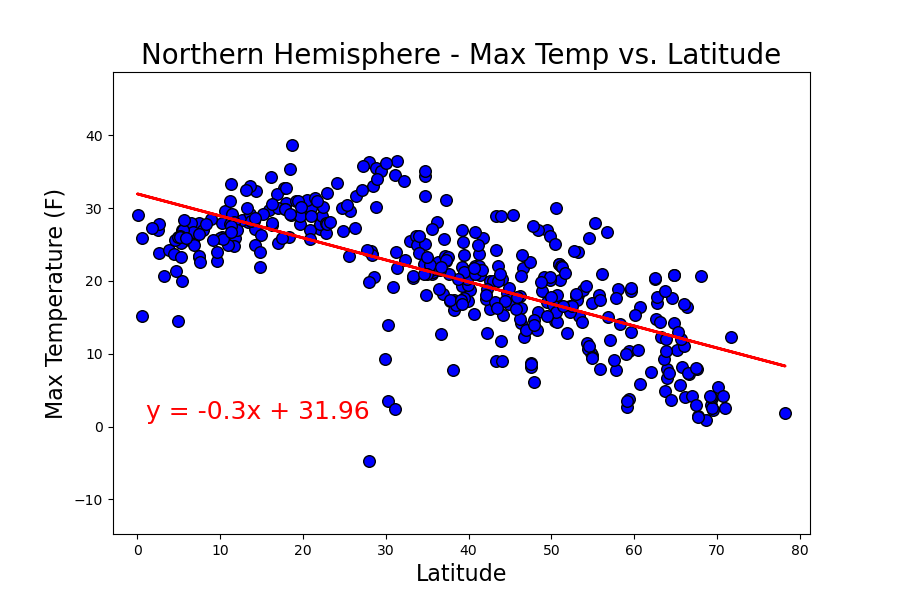 Northern Hemisphere - Max Temp vs. Latitude
Max Temperature (F)
40
30
20
10
0
−10
y = -0.3x + 31.96
0 10 20 30 40 50 60 70 80
Latitude